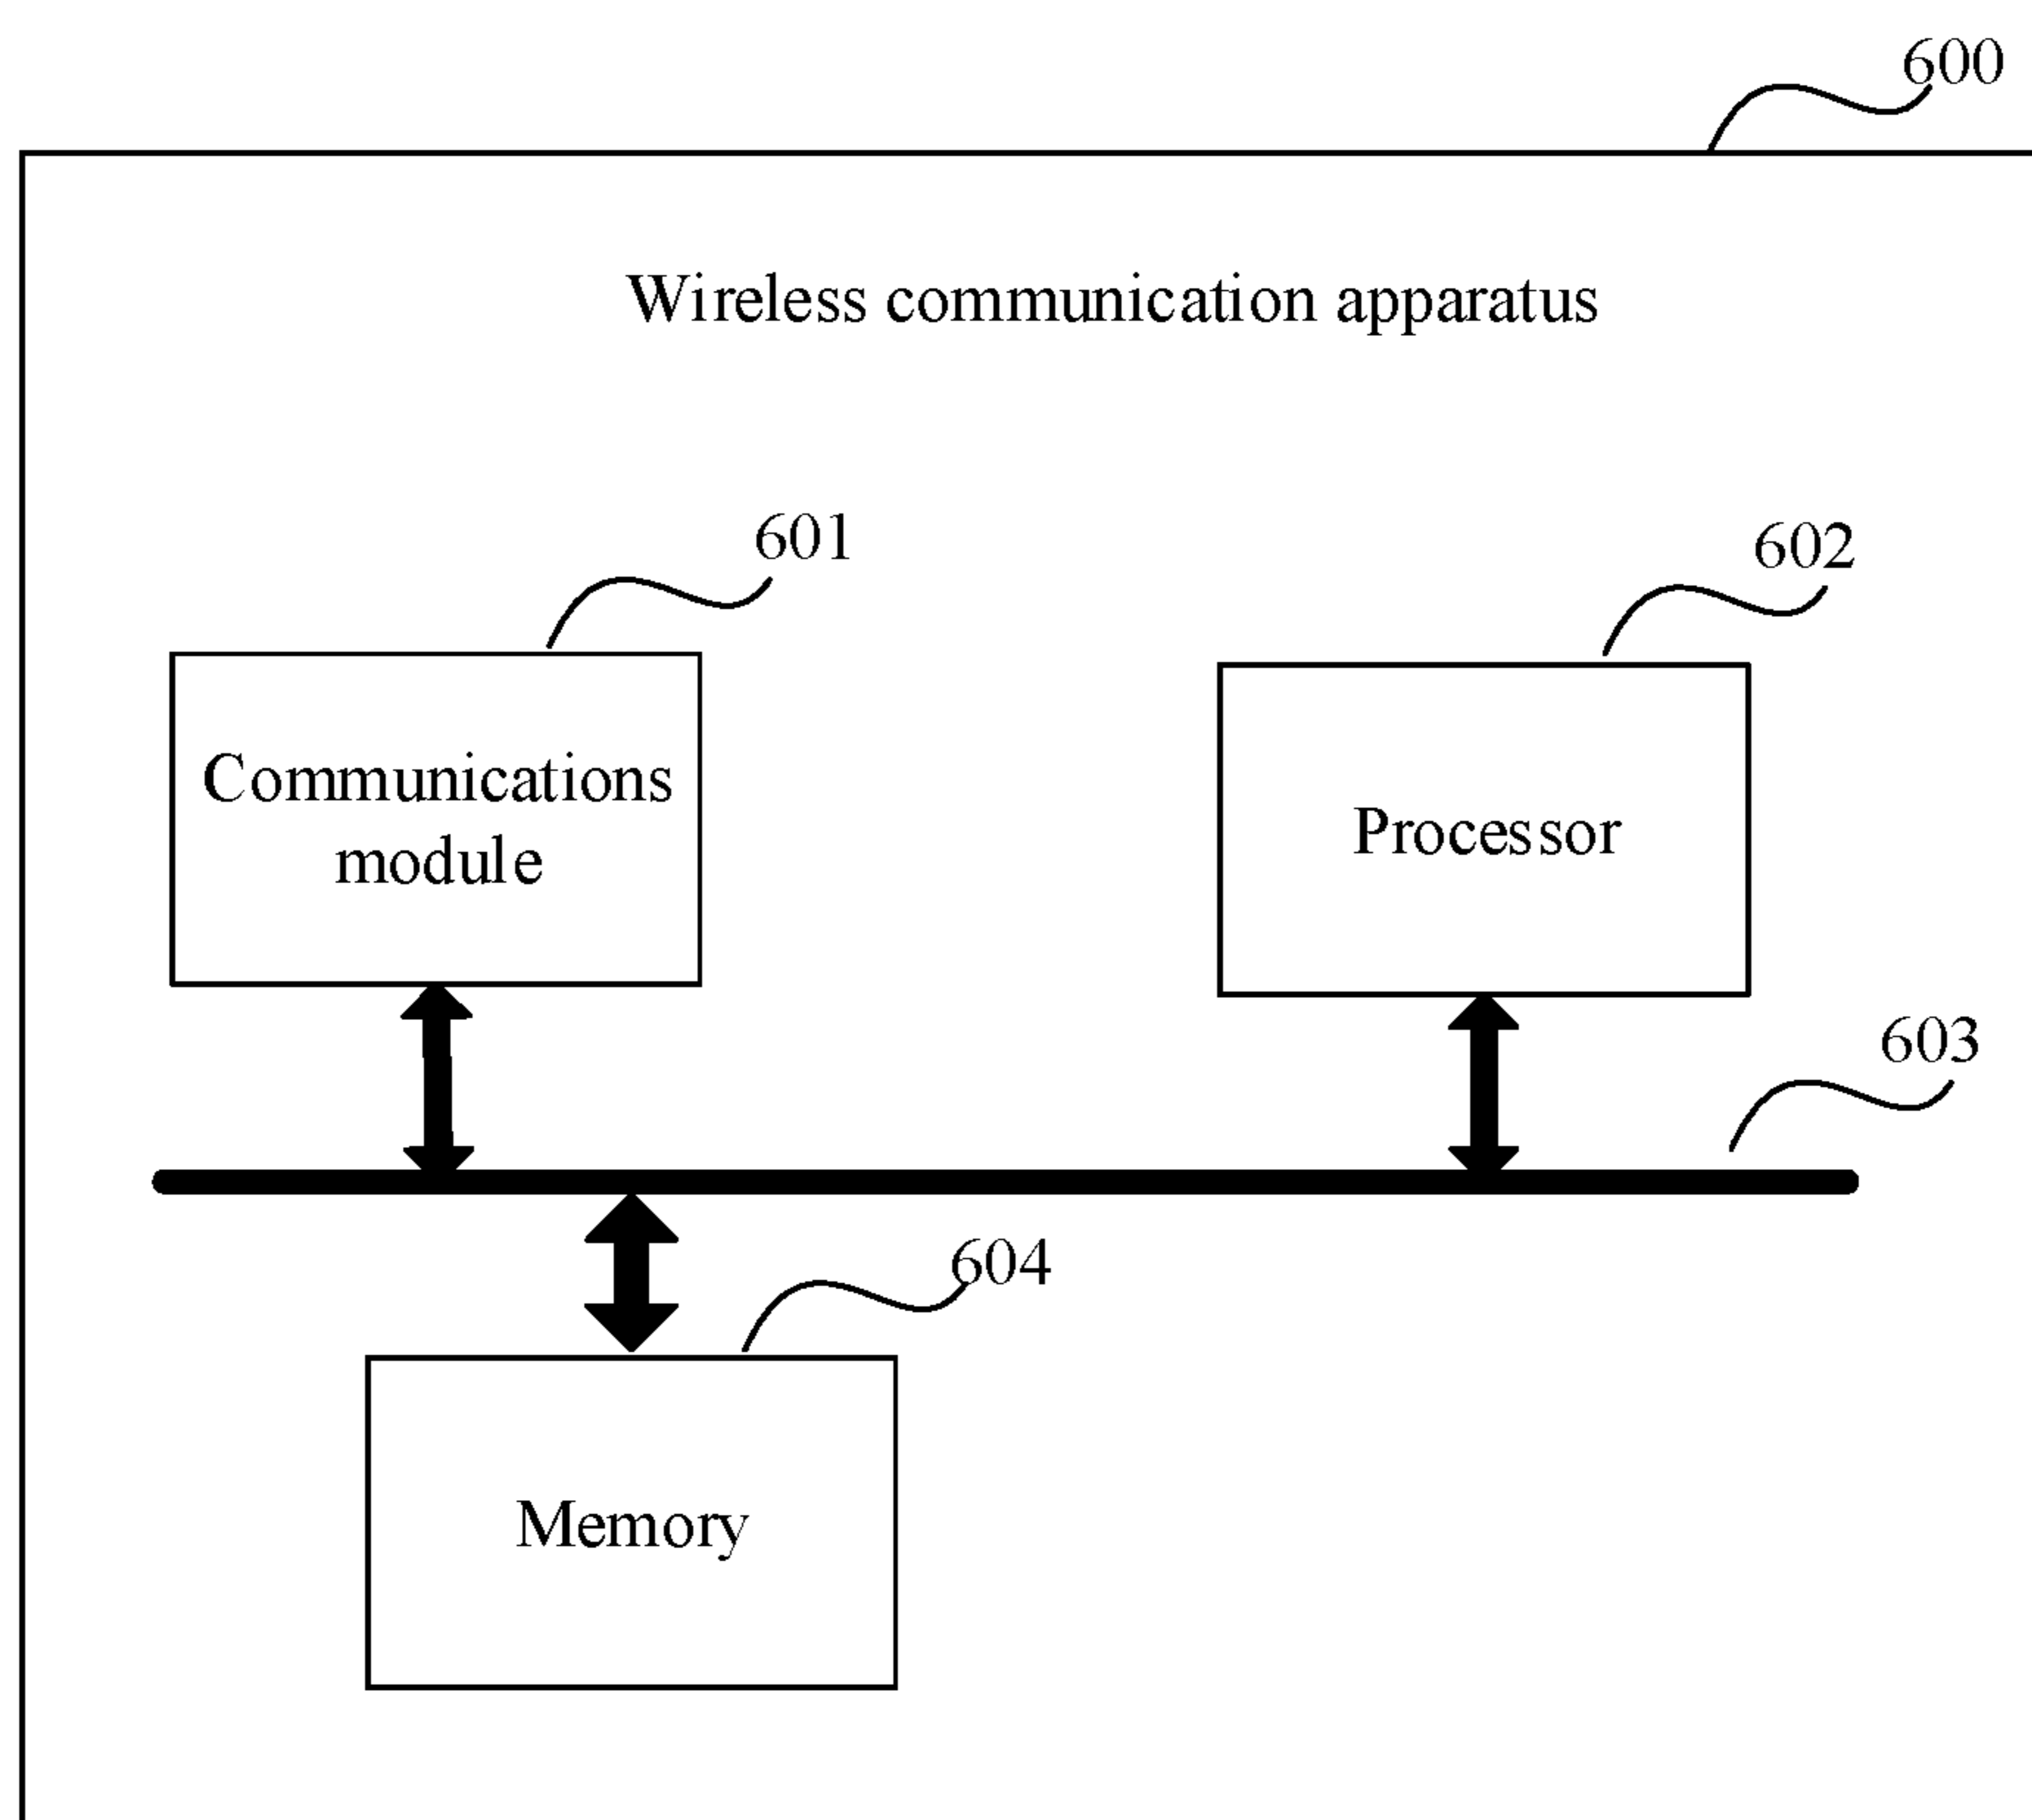 600
Wireless communication apparatus
601
602
Communications
module
Processor
603
604
Memory